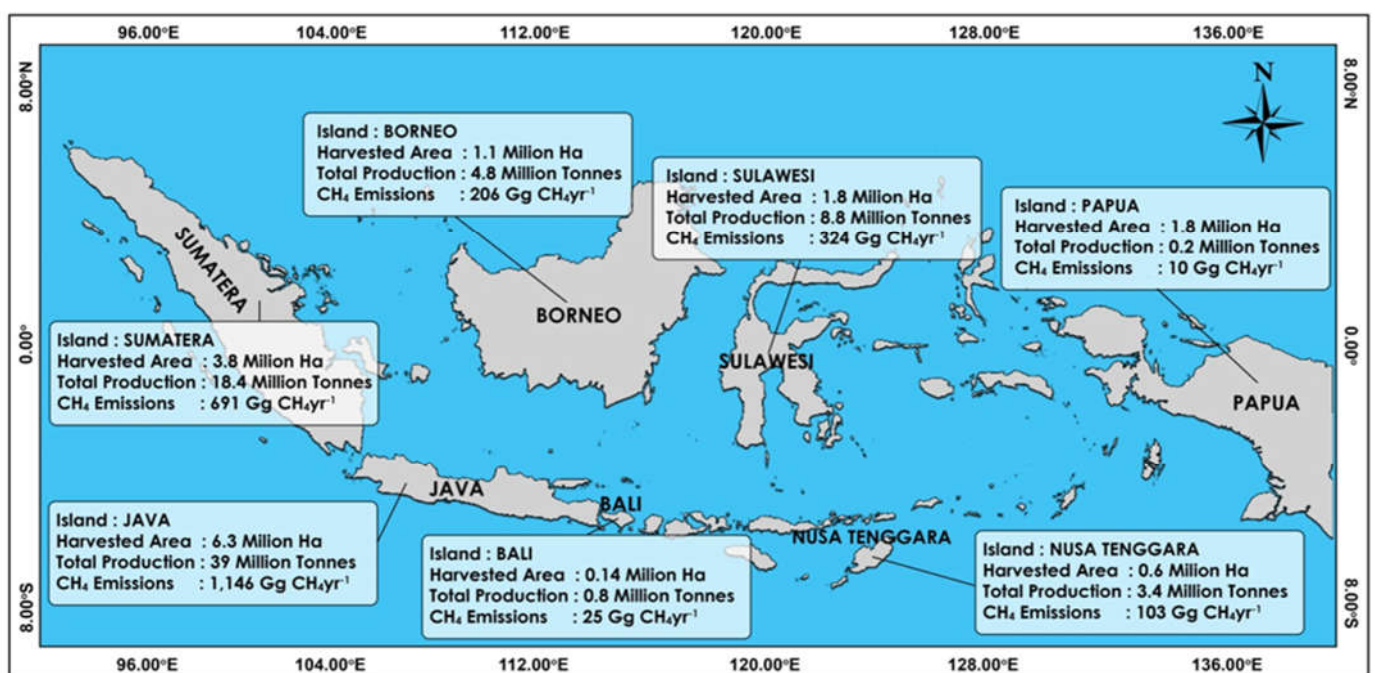 96.00°E 104.00°E 112.00°E 120.00°E 128.00°E 136.00°E
8.00°N
8.00°N
N
Island : BORNEO
Harvested Area : 1.1 Milion Ha
Total Production : 4.8 Million Tonnes
CH₄ Emissions : 206 Gg CH₄yr⁻¹
Island : SULAWESI
Harvested Area : 1.8 Milion Ha
Total Production : 8.8 Million Tonnes
CH₄ Emissions : 324 Gg CH₄yr⁻¹
Island : PAPUA
Harvested Area : 1.8 Milion Ha
Total Production : 0.2 Million Tonnes
CH₄ Emissions : 10 Gg CH₄yr⁻¹
SUMATERA
BORNEO
SULAWESI
PAPUA
0.00°
0.00°
Island : SUMATERA
Harvested Area : 3.8 Milion Ha
Total Production : 18.4 Million Tonnes
CH₄ Emissions : 691 Gg CH₄yr⁻¹
JAVA
BALI
NUSA TENGGARA
Island : JAVA
Harvested Area : 6.3 Milion Ha
Total Production : 39 Million Tonnes
CH₄ Emissions : 1,146 Gg CH₄yr⁻¹
Island : BALI
Harvested Area : 0.14 Milion Ha
Total Production : 0.8 Million Tonnes
CH₄ Emissions : 25 Gg CH₄yr⁻¹
Island : NUSA TENGGARA
Harvested Area : 0.6 Milion Ha
Total Production : 3.4 Million Tonnes
CH₄ Emissions : 103 Gg CH₄yr⁻¹
8.00°S
8.00°S
96.00°E 104.00°E 112.00°E 120.00°E 128.00°E 136.00°E